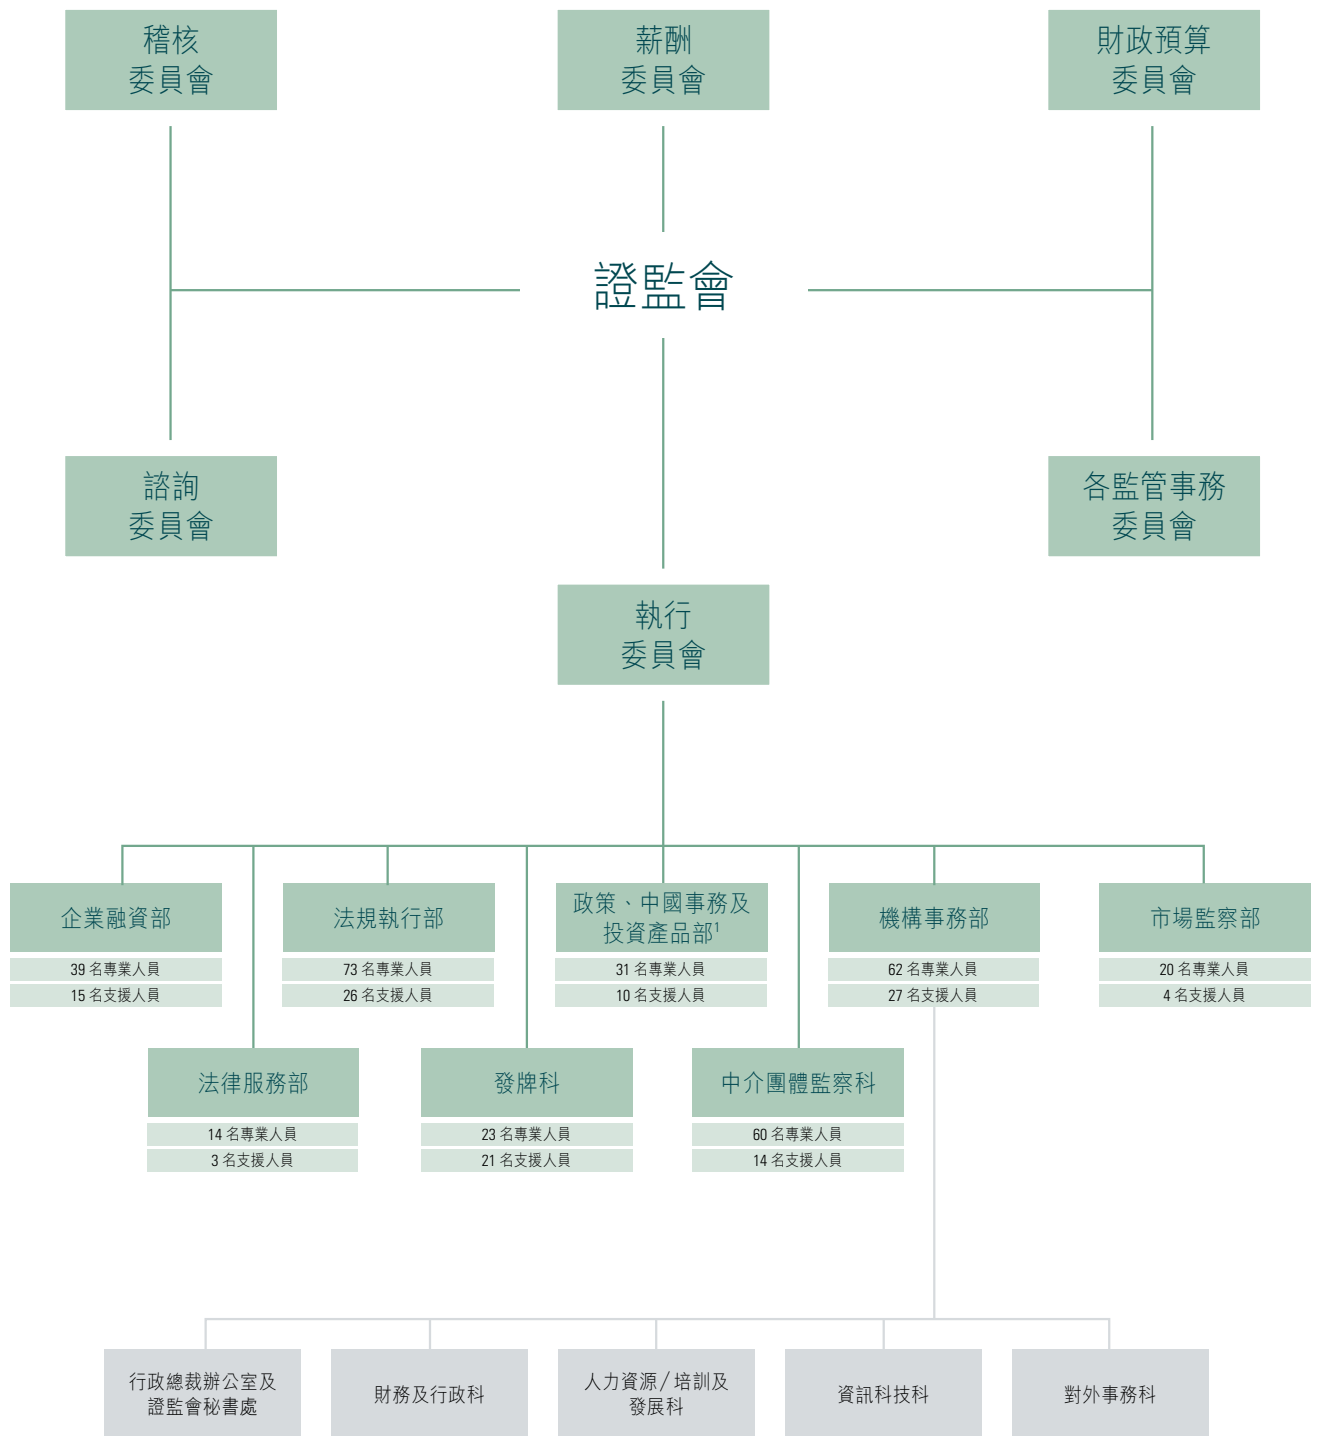 稽核
委員會
薪酬
委員會
財政預算
委員會
證監會
諮詢
委員會
各監管事務
委員會
執行
委員會
企業融資部
39 名專業人員
15 名支援人員
法規執行部
73 名專業人員
26 名支援人員
政策、中國事務及
投資產品部1
31 名專業人員
10 名支援人員
機構事務部
62 名專業人員
27 名支援人員
市場監察部
20 名專業人員
4 名支援人員
法律服務部
14 名專業人員
3 名支援人員
發牌科
23 名專業人員
21 名支援人員
中介團體監察科
60 名專業人員
14 名支援人員
行政總裁辦公室及
證監會秘書處
財務及行政科
人力資源/培訓及
發展科
資訊科技科
對外事務科